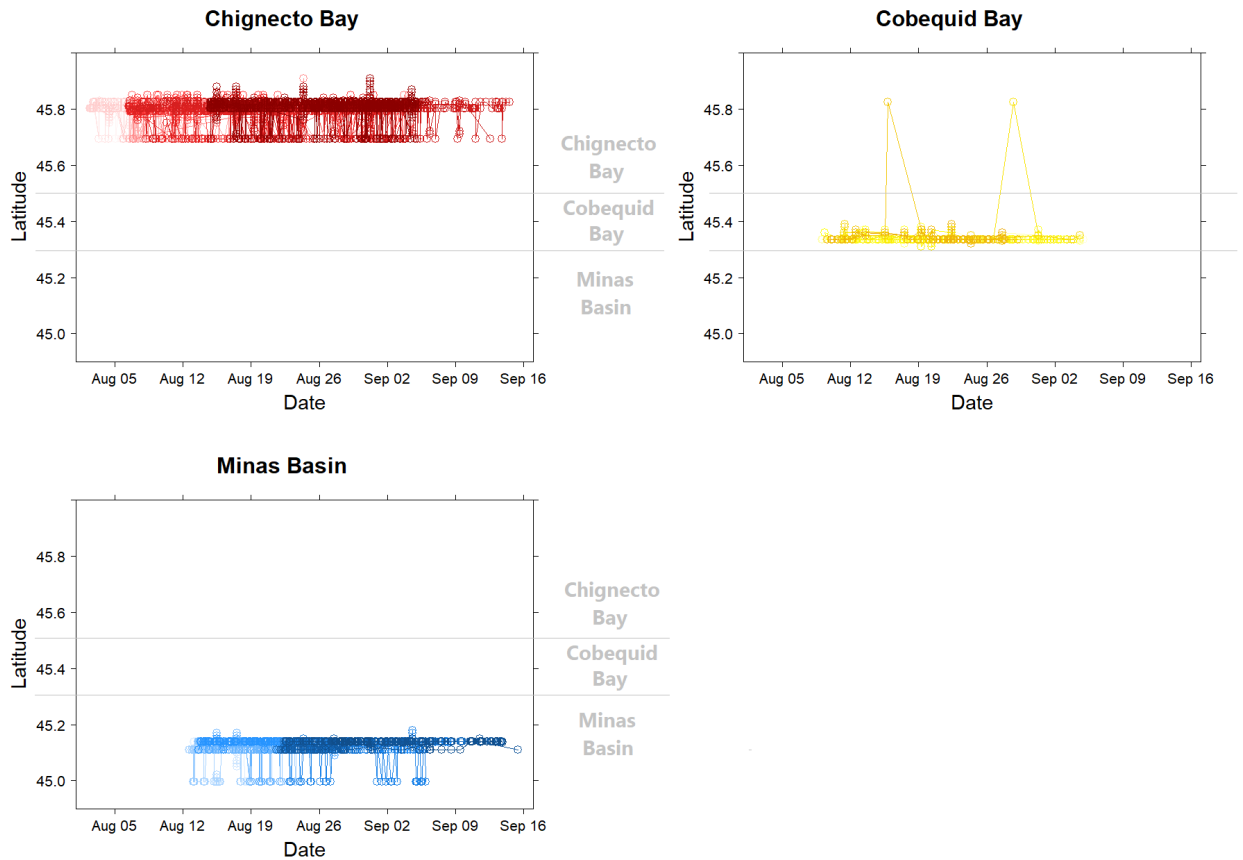 Chignecto Bay
Cobequid Bay
45.8
45.6
45.4
45.2
45.0
Latitude
Aug 05 Aug 12 Aug 19 Aug 26 Sep 02 Sep 09 Sep 16
Date
Chignecto
Bay
Cobequid
Bay
Minas
Basin
45.8
45.6
45.4
45.2
45.0
Latitude
Aug 05 Aug 12 Aug 19 Aug 26 Sep 02 Sep 09 Sep 16
Date
Minas Basin
45.8
45.6
45.4
45.2
45.0
Latitude
Aug 05 Aug 12 Aug 19 Aug 26 Sep 02 Sep 09 Sep 16
Date
Chignecto
Bay
Cobequid
Bay
Minas
Basin